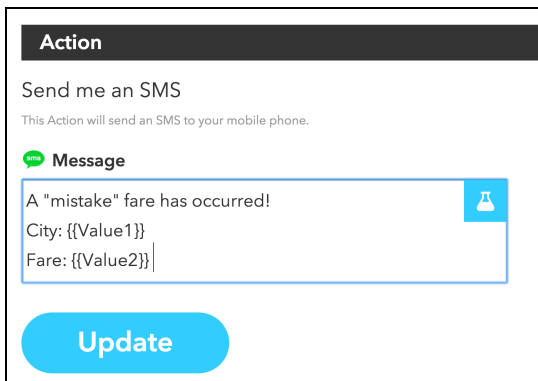 Action
Send me an SMS
This Action will send an SMS to your mobile phone.
sms Message
A "mistake" fare has occurred!
City: {{Value1}}
Fare: {{Value2}}
Update